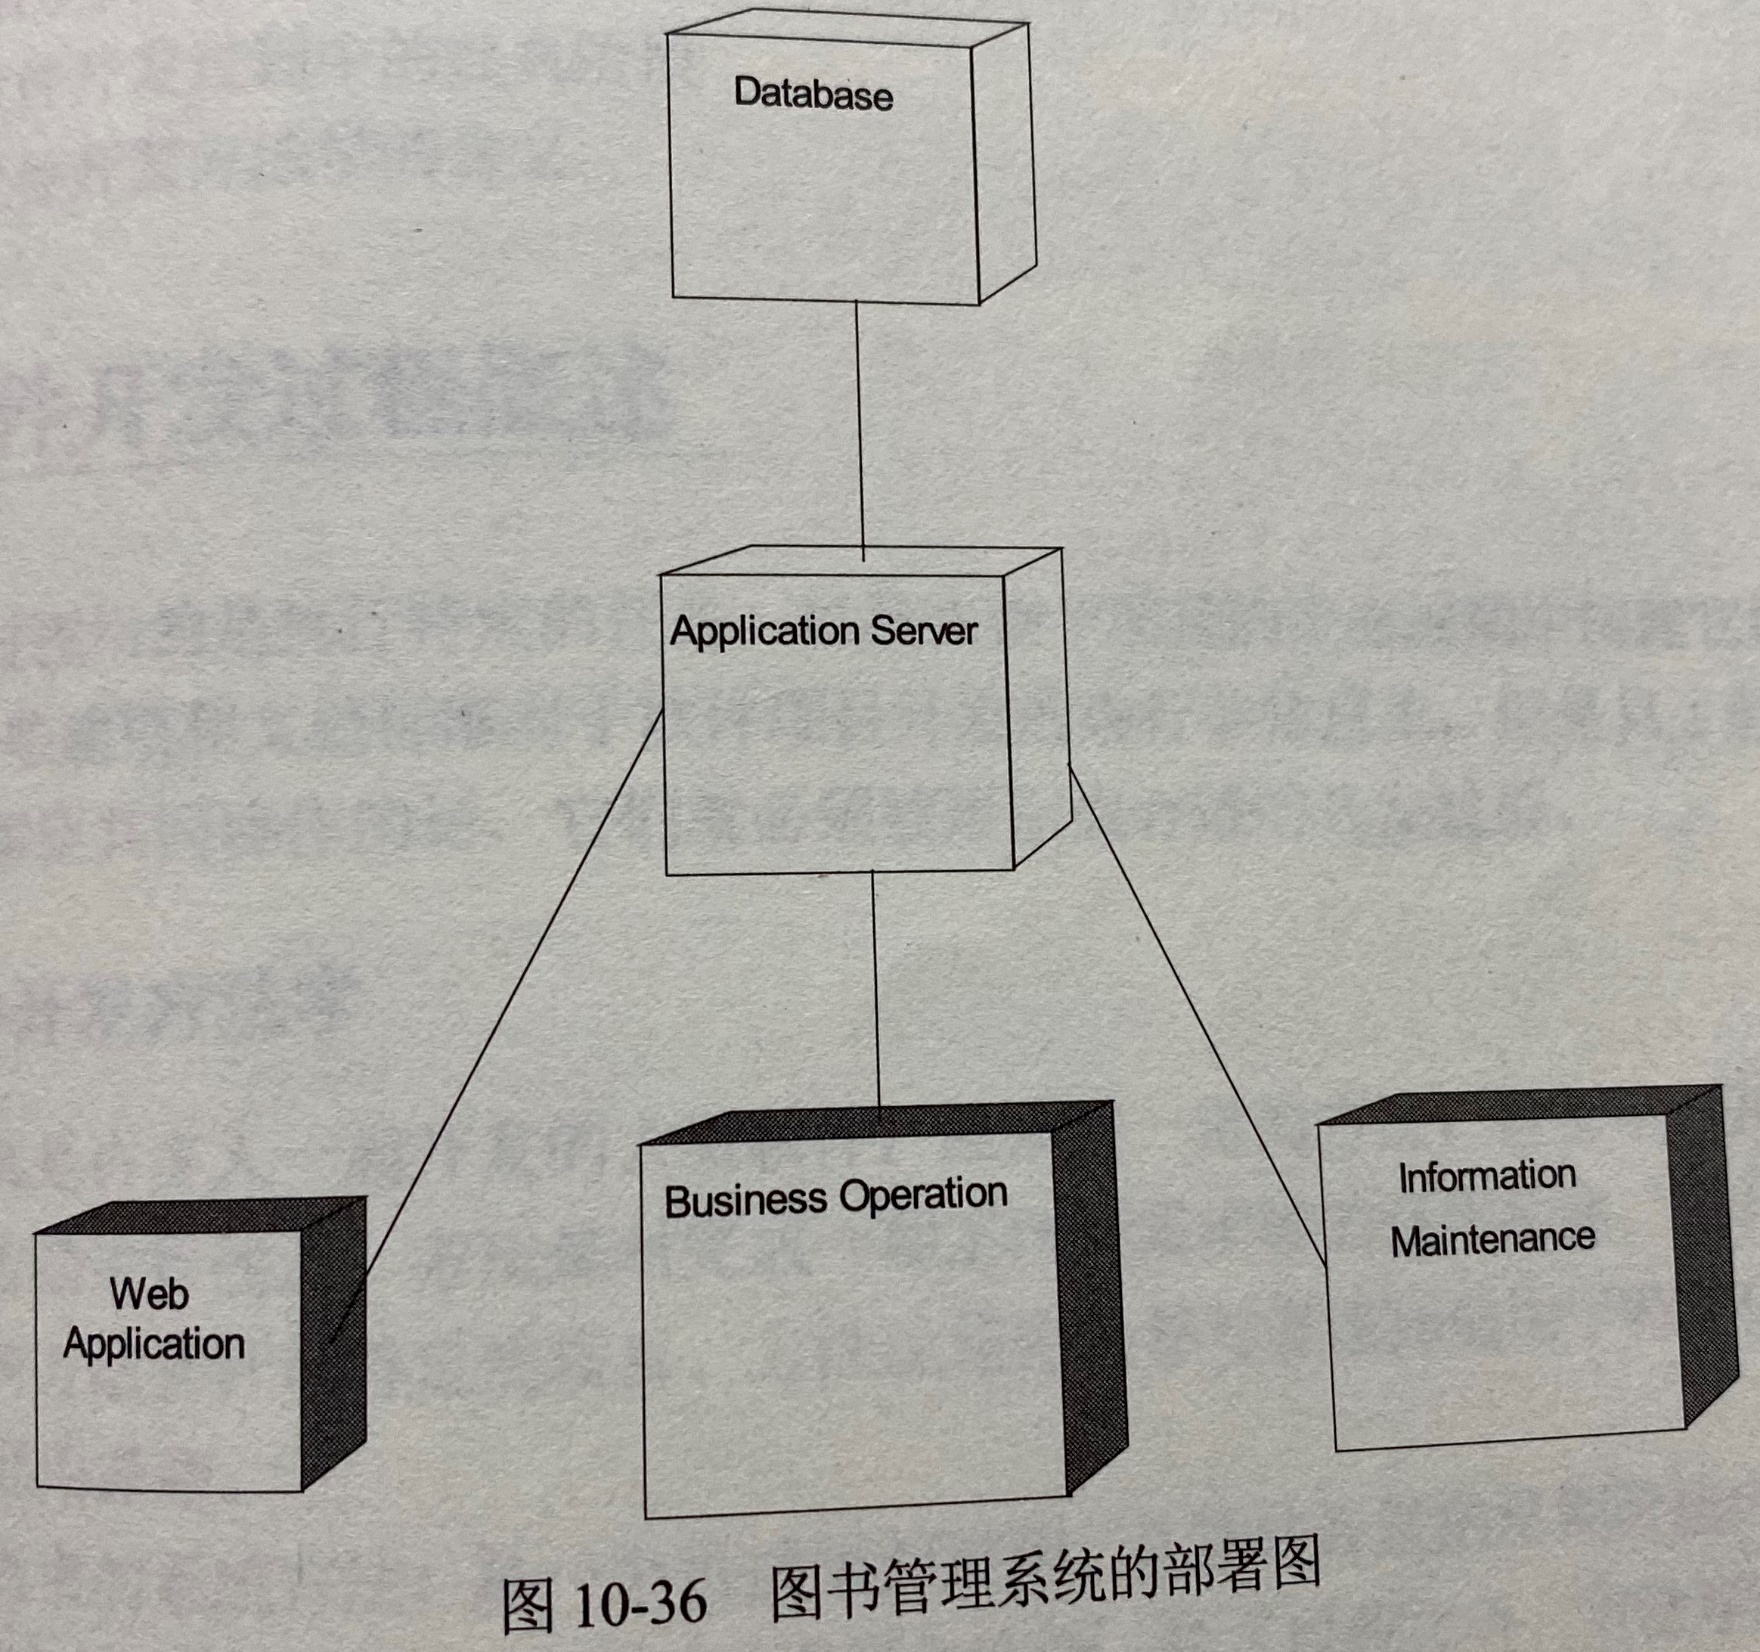 Database
Application Server
Business Operation
Information
Maintenance
Web
Application
图 10-36 图书管理系统的部署图